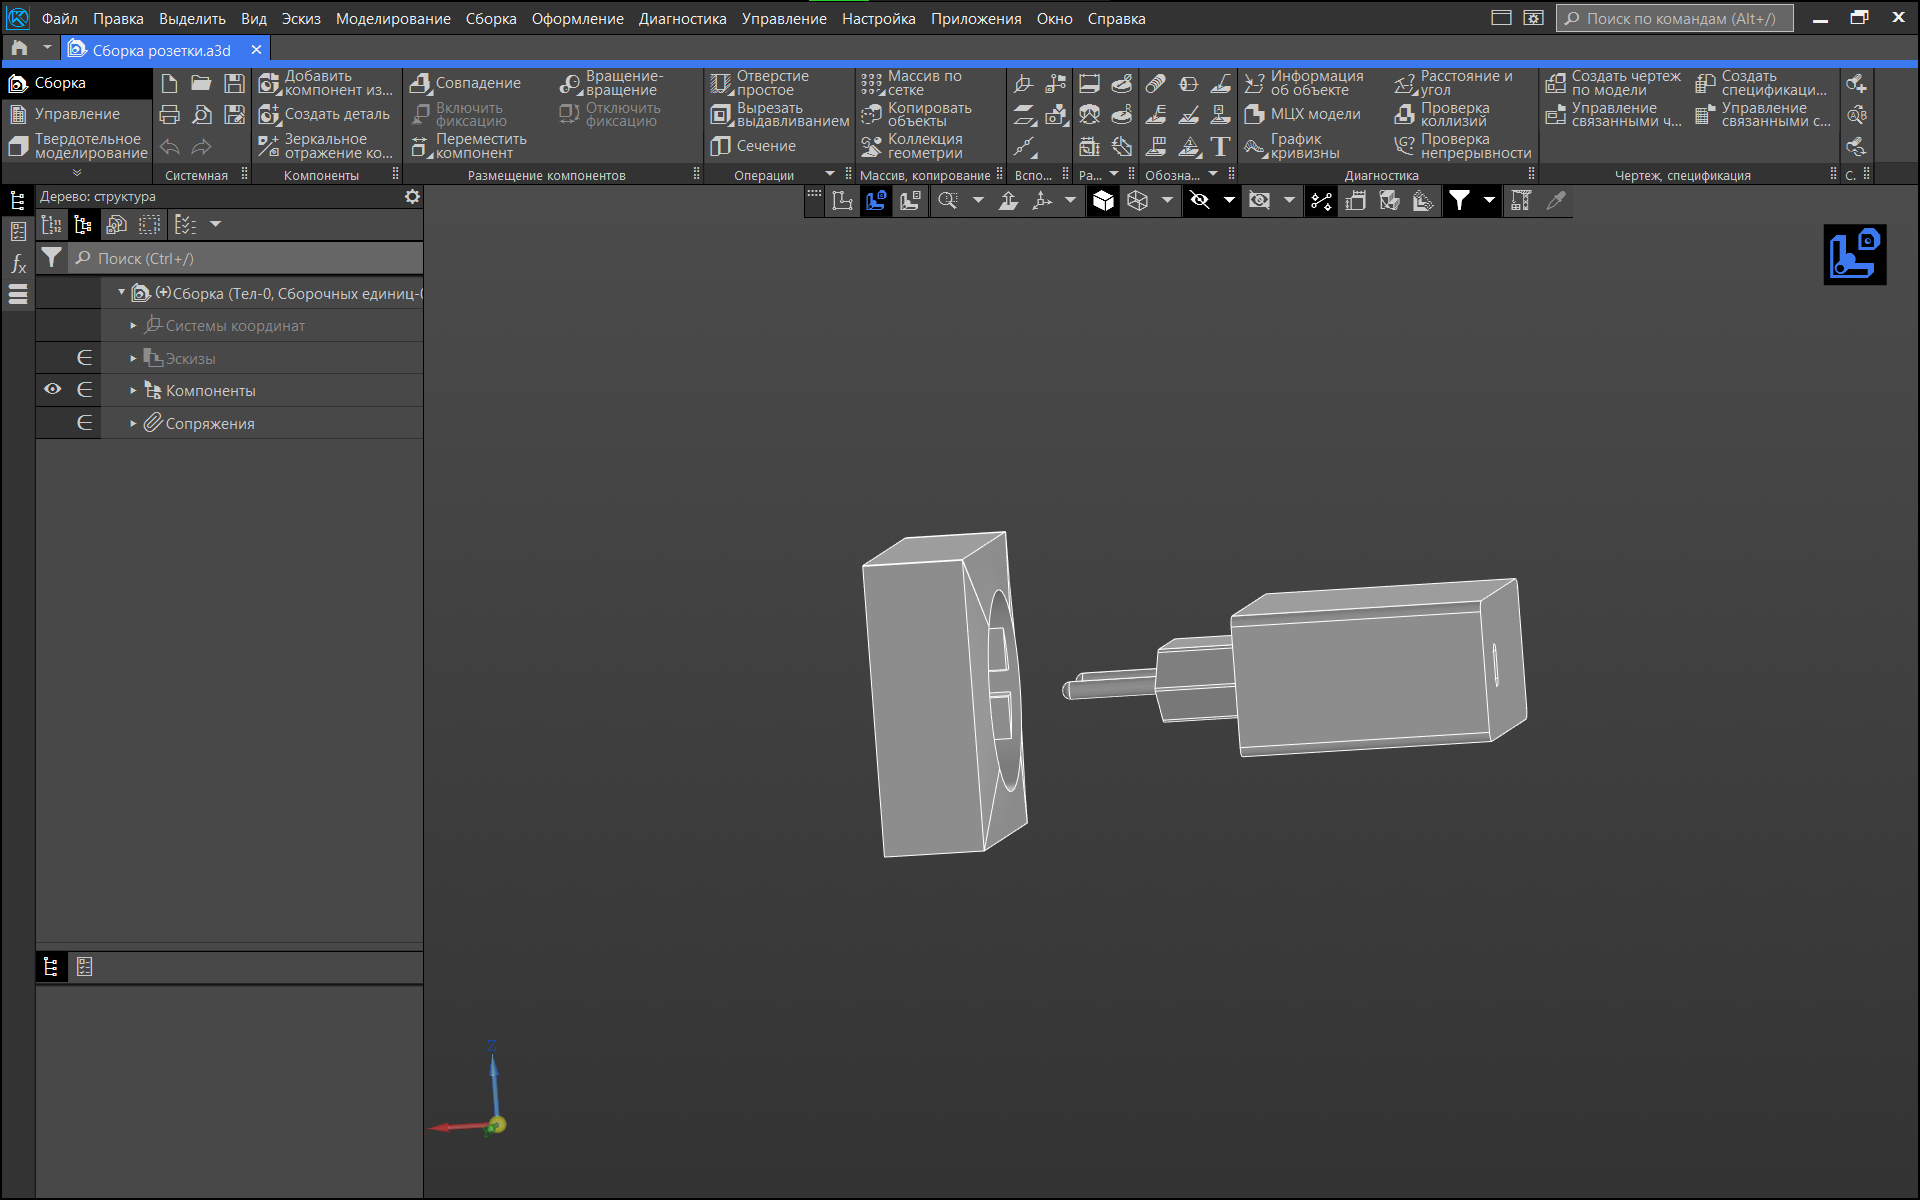 Файл Правка Выделить Вид Эскиз Моделирование Сборка Оформление Диагностика Управление Настройка Приложения Окно Справка
Поиск по командам (Alt+/)
Сборка розетки.a3d
Сборка
Управление
Твердотельное
моделирование
Системная
Добавить
компонент из...
Создать деталь
Зеркальное
отражение ко...
Компоненты
Совпадение
Включить
фиксацию
Переместить
компонент
Вращение-
вращение
Отключить
фиксацию
Размещение компонентов
Отверстие
простое
Вырезать
выдавливанием
Сечение
Операции
Массив по
сетке
Копировать
объекты
Коллекция
геометрии
Массив, копирование
Вспо...
Ра...
Обозна...
Информация
об объекте
МЦХ модели
График
кривизны
Расстояние и
угол
Проверка
коллизий
Проверка
непрерывности
Диагностика
Создать чертеж
по модели
Управление
связанными ч...
Создать
спецификаци...
Управление
связанными с...
Чертеж, спецификация
С.
Дерево: структура
Поиск (Ctrl+/)
(+)Сборка (Тел-0, Сборочных единиц-
Системы координат
Эскизы
Компоненты
Сопряжения
Z